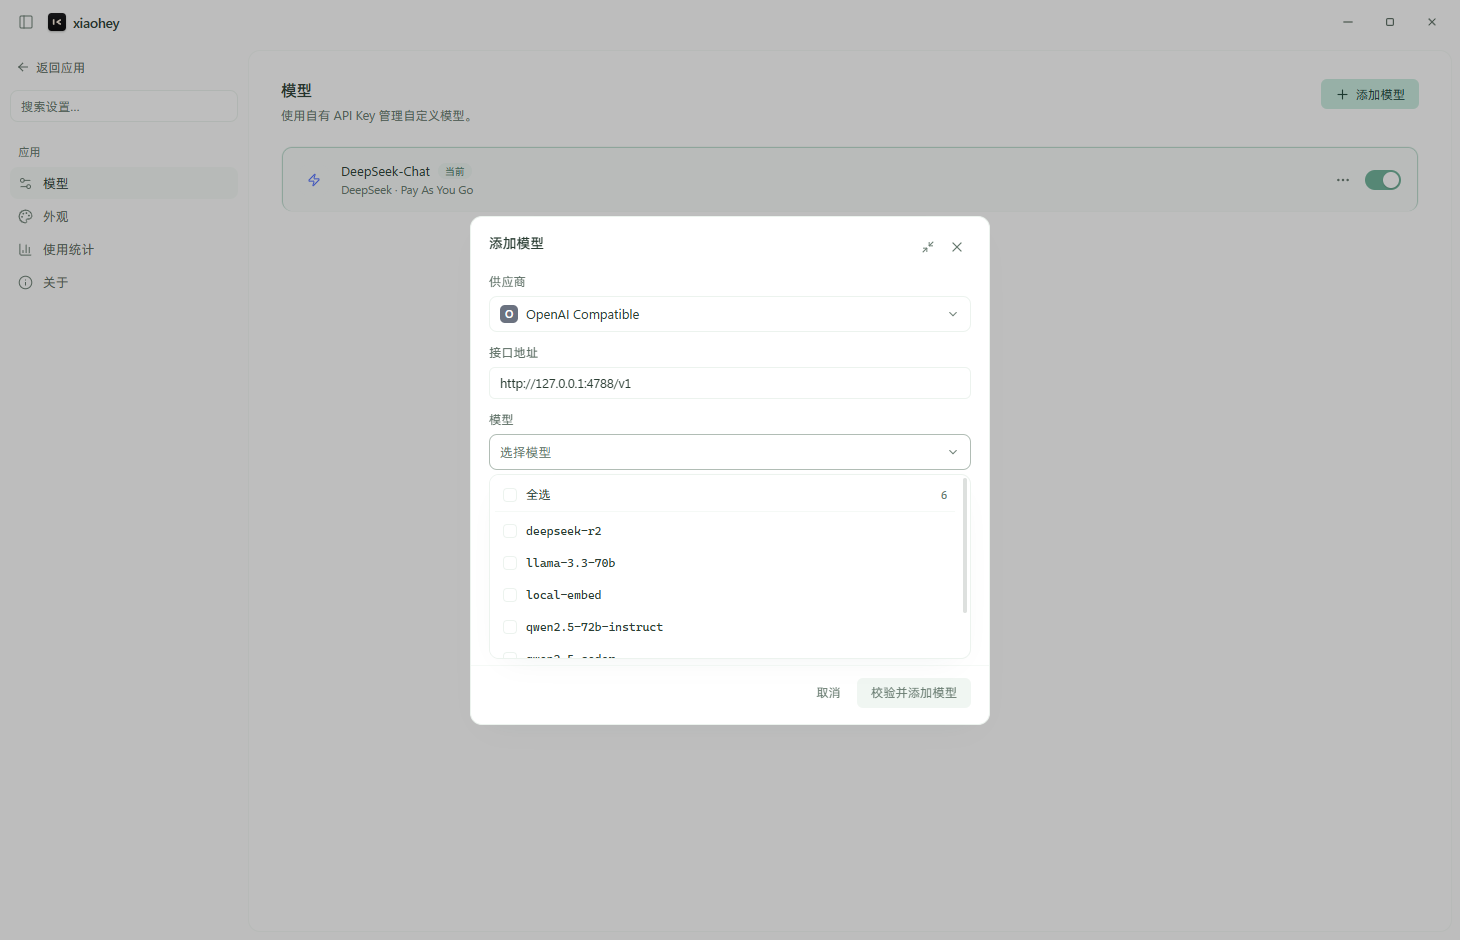 xiaohey
返回应用
搜索设置...
应用
模型
外观
使用统计
关于
模型
使用自有 API Key 管理自定义模型。
添加模型
DeepSeek-Chat 当前
DeepSeek · Pay As You Go
添加模型
供应商
O OpenAI Compatible
接口地址
http://127.0.0.1:4788/v1
模型
选择模型
全选 6
deepseek-r2
llama-3.3-70b
local-embed
qwen2.5-72b-instruct
取消
校验并添加模型